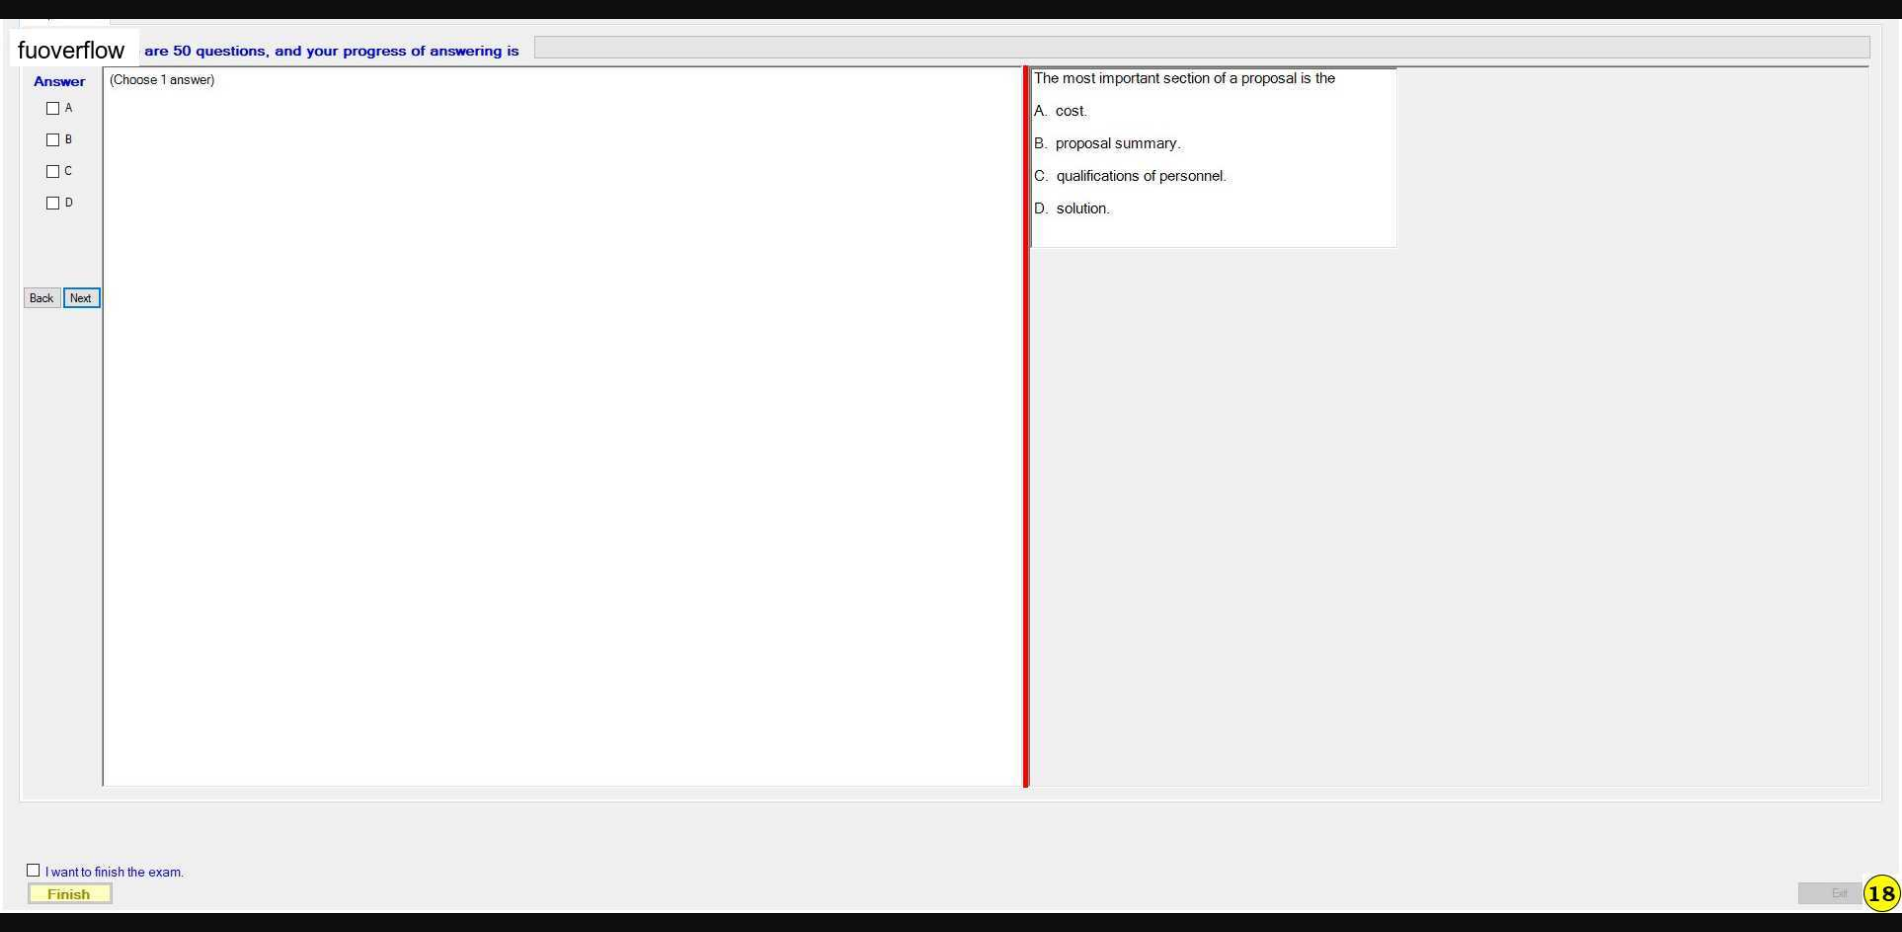 fuoverflow are 50 questions, and your progress of answering is
Answer
(Choose 1 answer)
A
B
C
D
Back Next
The most important section of a proposal is the
A. cost.
B. proposal summary.
C. qualifications of personnel.
D. solution.
I want to finish the exam.
Finish
Exit
18